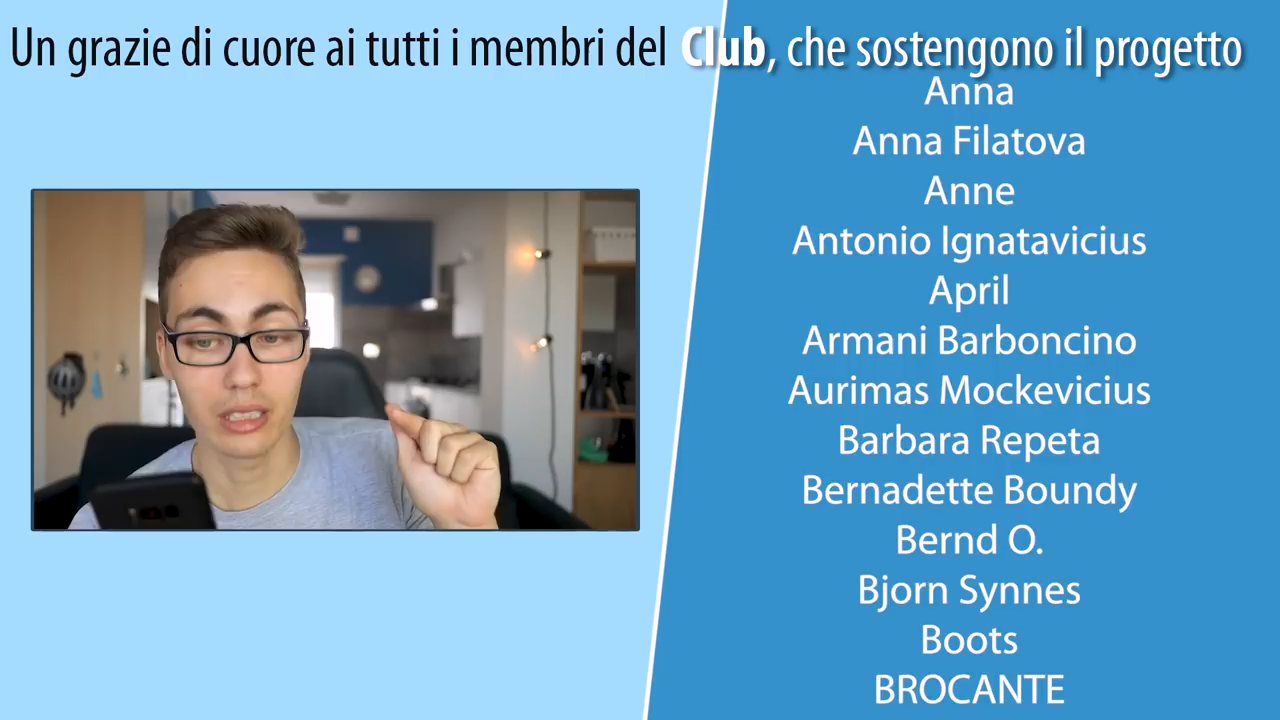 Un grazie di cuore ai tutti i membri del Club, che sostengono il progetto
Anna
Anna Filatova
Anne
Antonio Ignatavicius
April
Armani Barboncino
Aurimas Mockevicius
Barbara Repeta
Bernadette Boundy
Bernd O.
Bjorn Synnes
Boots
BROCANTE